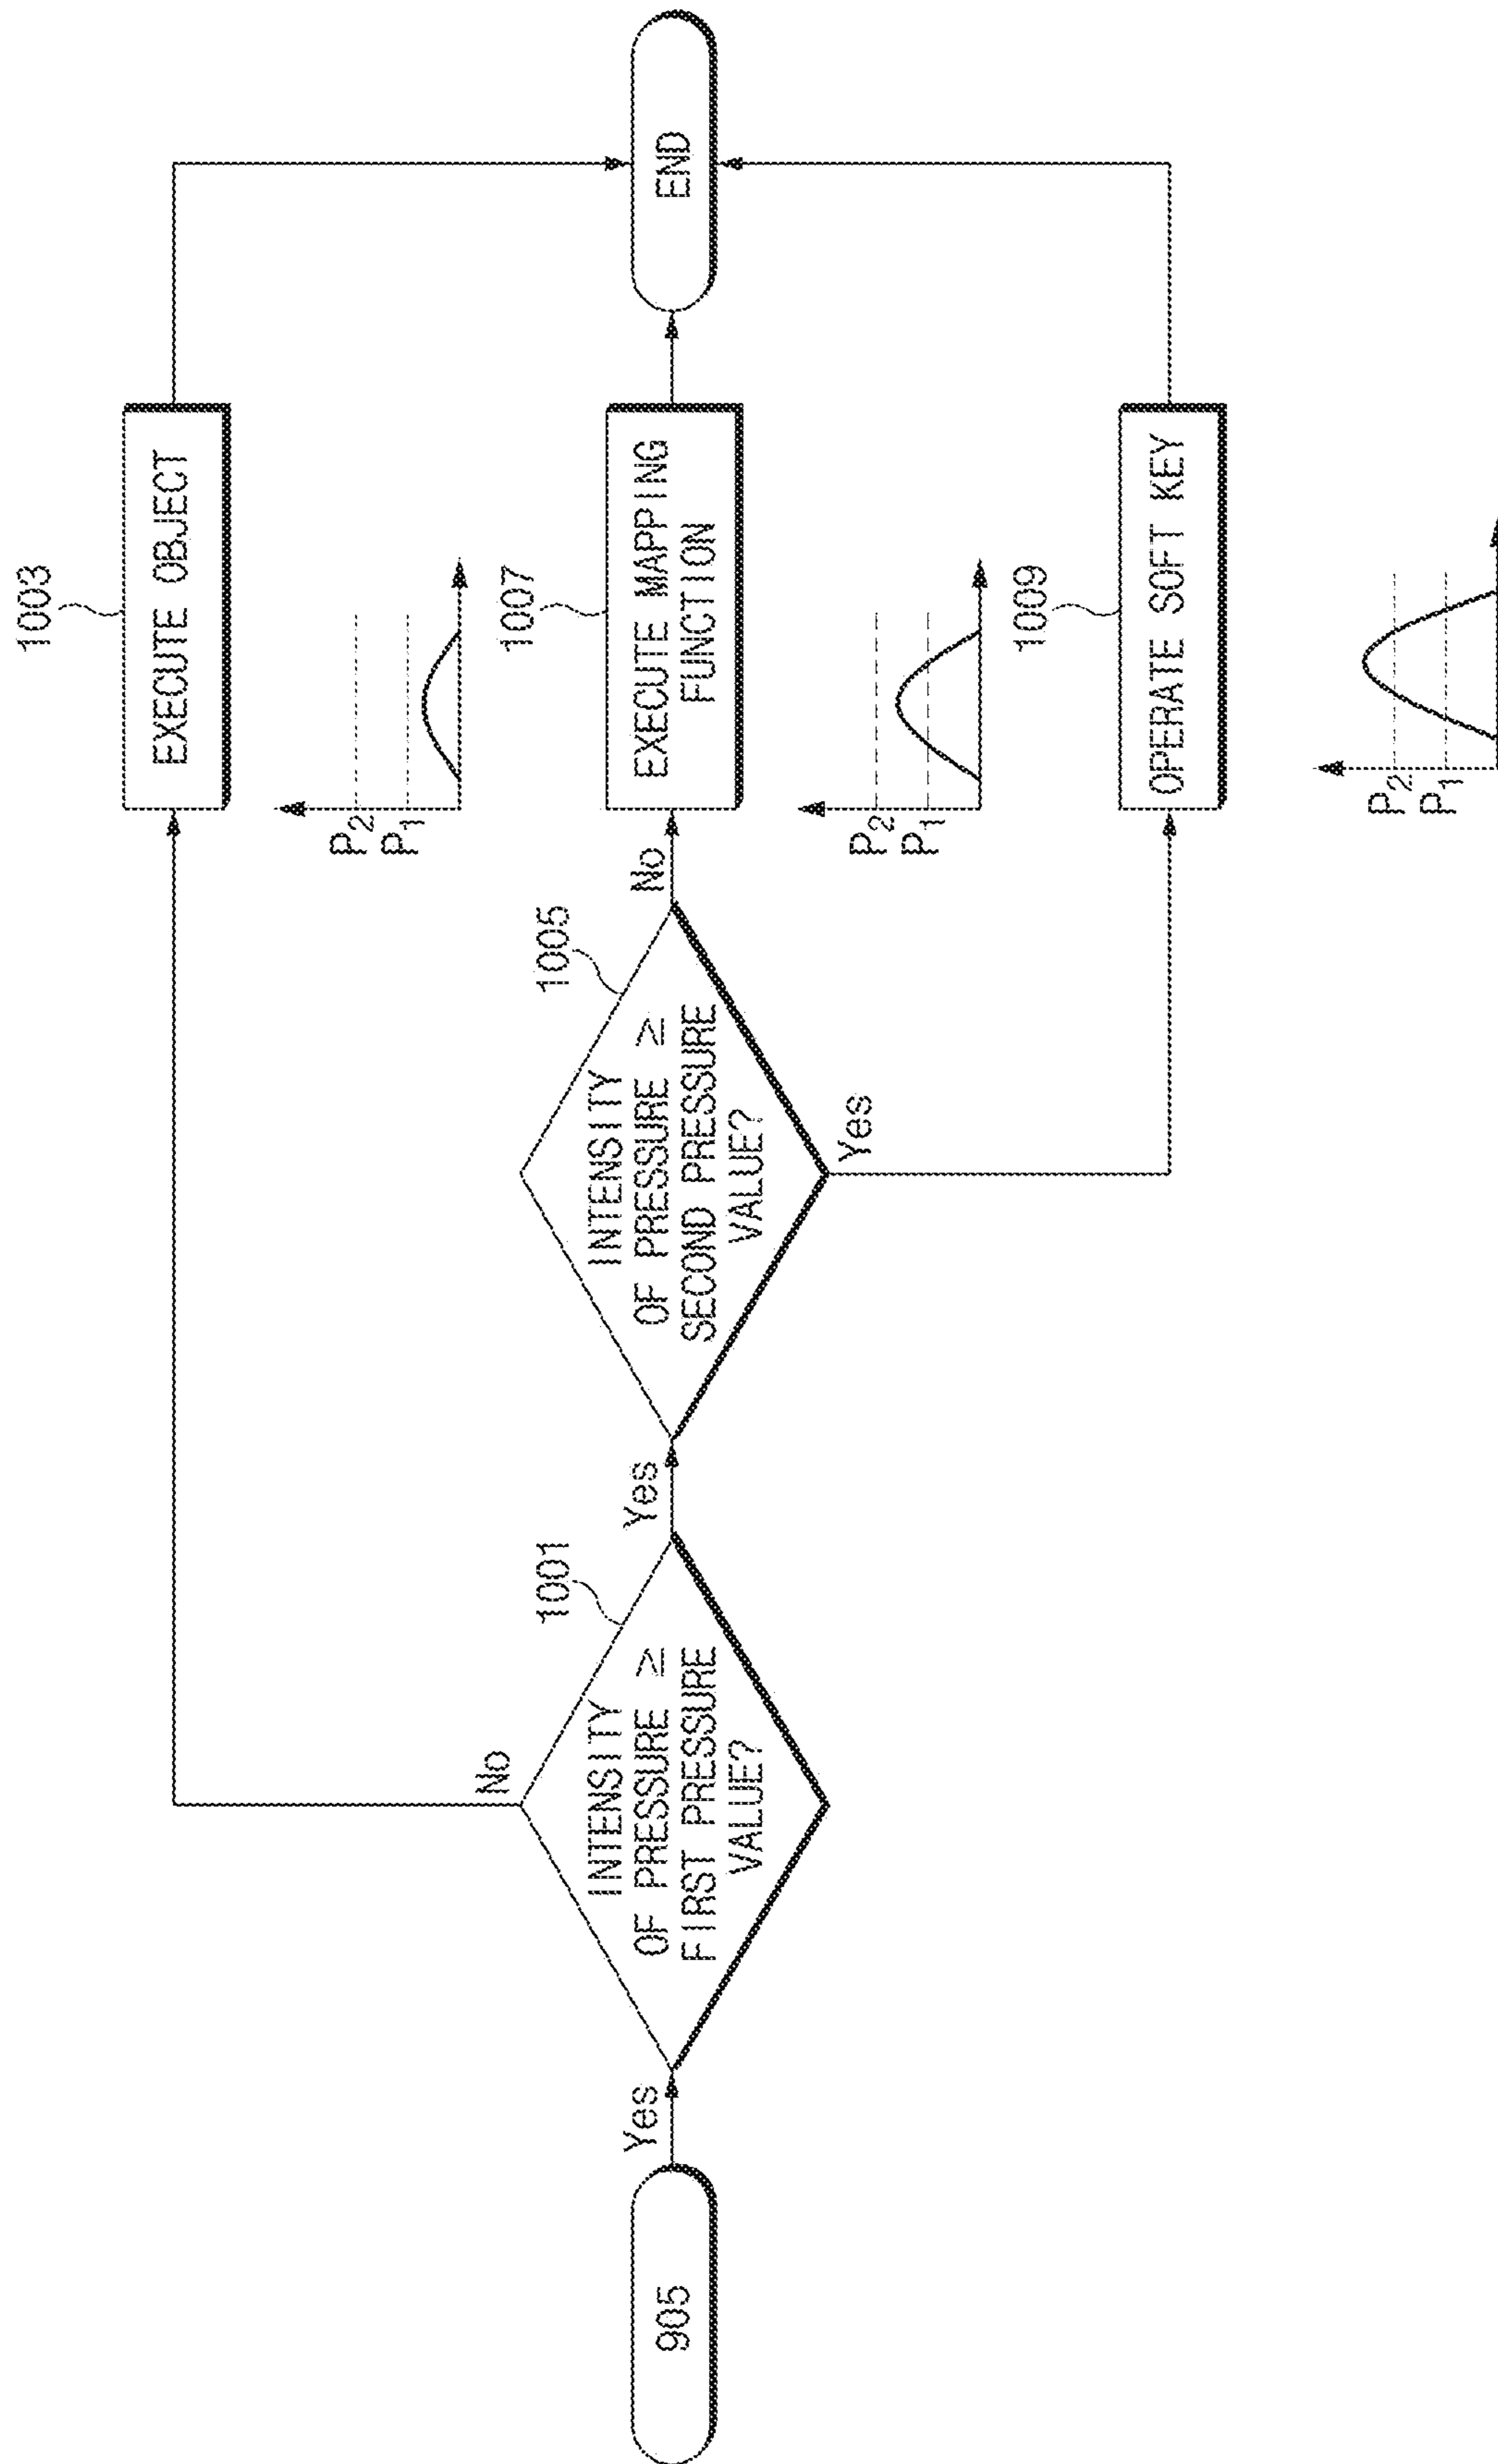 905
Yes
1001
INTENSITY
OF PRESSURE ≥
FIRST PRESSURE
VALUE?
No
Yes
1005
INTENSITY
OF PRESSURE ≥
SECOND PRESSURE
VALUE?
No
Yes
1003
EXECUTE OBJECT
P2
P1
1007
EXECUTE MAPPING
FUNCTION
P2
P1
1009
OPERATE SOFT KEY
P2
P1
END